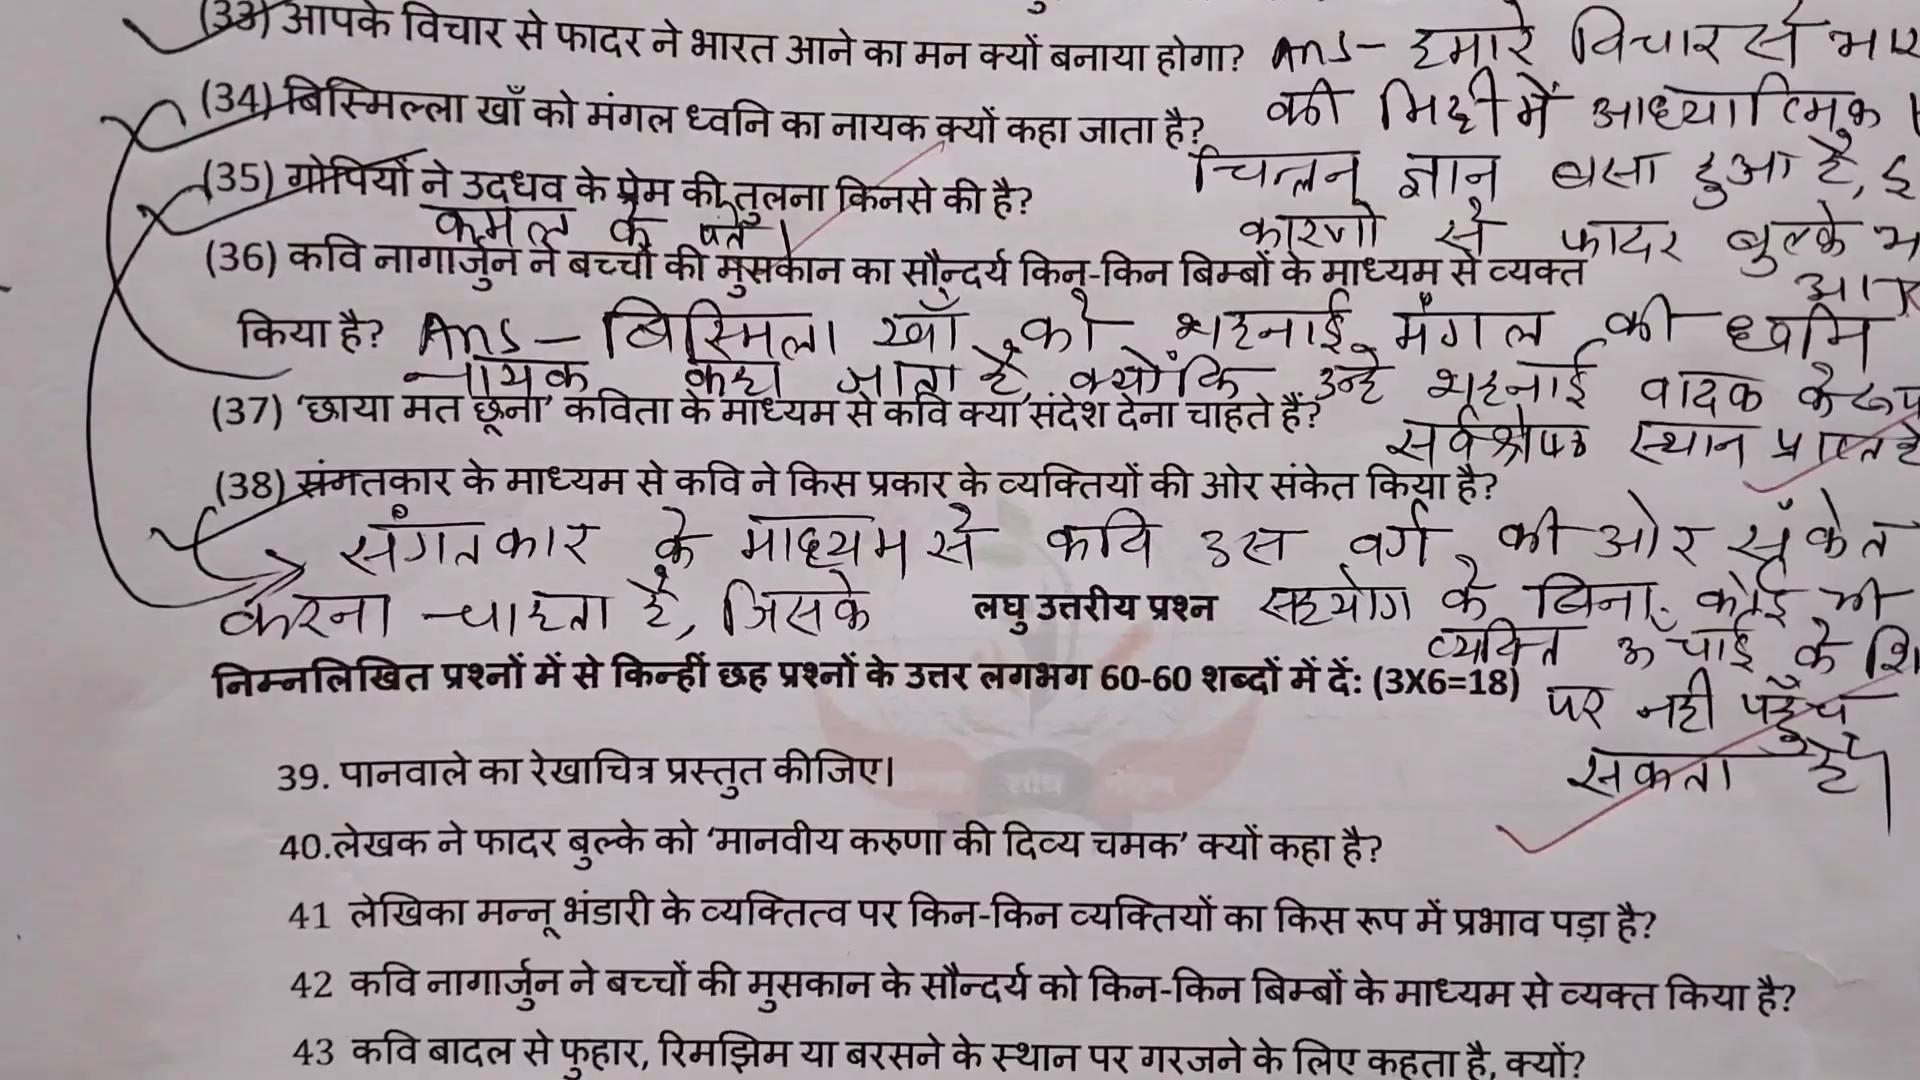 (33) आपके विचार से फादर ने भारत आने का मन क्यों बनाया होगा? Ans- हमारे विचार से
(34) बिस्मिल्ला खाँ को मंगल ध्वनि का नायक क्यों कहा जाता है? की मिट्टी में आध्यात्मिक
(35) गोपियों ने उदधव के प्रेम की तुलना किनसे की है? चिन्तन ज्ञान बसा हुआ है,
कमल के पत्ते। कारणों से फादर बुल्के
(36) कवि नागार्जुन ने बच्चों की मुसकान का सौन्दर्य किन-किन बिम्बों के माध्यम से व्यक्त
किया है? Ans- बिस्मिला खाँ को शहनाई मंगल की ध्वनि
नायक कहा जाता है, क्योंकि उन्हें शहनाई वादक के रूप
(37) 'छाया मत छूना' कविता के माध्यम से कवि क्या संदेश देना चाहते हैं?
सर्वश्रेष्ठ स्थान प्राप्त है
(38) संगतकार के माध्यम से कवि ने किस प्रकार के व्यक्तियों की ओर संकेत किया है?
संगतकार के माध्यम से कवि उस वर्ग की ओर संकेत
करना चाहता है, जिसके सहयोग के बिना कोई भी
लघु उत्तरीय प्रश्न
व्यक्ति ऊँचाई के
निम्नलिखित प्रश्नों में से किन्हीं छह प्रश्नों के उत्तर लगभग 60-60 शब्दों में दें: (3X6=18)
पर नही पहुँच
सकता है।
39. पानवाले का रेखाचित्र प्रस्तुत कीजिए।
40.लेखक ने फादर बुल्के को 'मानवीय करुणा की दिव्य चमक' क्यों कहा है?
41 लेखिका मन्नू भंडारी के व्यक्तित्व पर किन-किन व्यक्तियों का किस रूप में प्रभाव पड़ा है?
42 कवि नागार्जुन ने बच्चों की मुसकान के सौन्दर्य को किन-किन बिम्बों के माध्यम से व्यक्त किया है?
43 कवि बादल से फुहार, रिमझिम या बरसने के स्थान पर गरजने के लिए कहता है, क्यों?